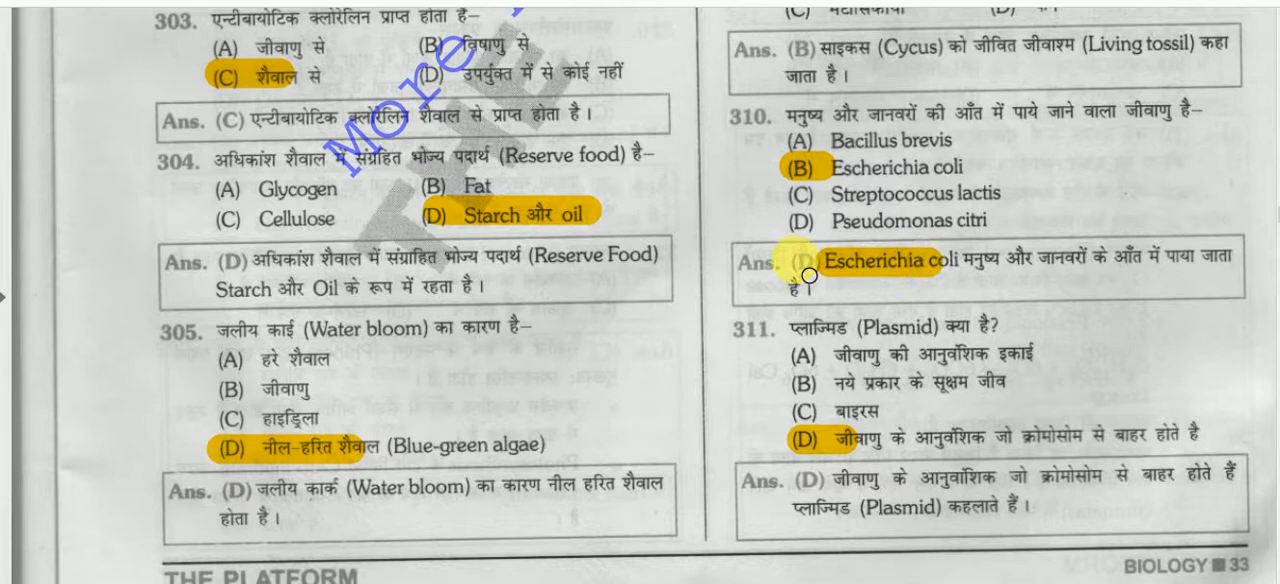 303. एन्टीबायोटिक क्लोरेलिन प्राप्त होता है–
(A) जीवाणु से (B) विषाणु से
(C) शैवाल से (D) उपर्युक्त में से कोई नहीं
Ans. (C) एन्टीबायोटिक क्लोरेलिन शैवाल से प्राप्त होता है।
304. अधिकांश शैवाल में संग्रहित भोज्य पदार्थ (Reserve food) है–
(A) Glycogen (B) Fat
(C) Cellulose (D) Starch और oil
Ans. (D) अधिकांश शैवाल में संग्राहित भोज्य पदार्थ (Reserve Food)
Starch और Oil के रूप में रहता है।
305. जलीय काई (Water bloom) का कारण है–
(A) हरे शैवाल
(B) जीवाणु
(C) हाइड्रिला
(D) नील-हरित शैवाल (Blue-green algae)
Ans. (D) जलीय कार्क (Water bloom) का कारण नील हरित शैवाल
होता है।
THE PLATFORM
(C) (D)
Ans. (B) साइकस (Cycus) को जीवित जीवाश्म (Living tossil) कहा
जाता है।
310. मनुष्य और जानवरों की आँत में पाये जाने वाला जीवाणु है–
(A) Bacillus brevis
(B) Escherichia coli
(C) Streptococcus lactis
(D) Pseudomonas citri
Ans. (D) Escherichia coli मनुष्य और जानवरों के आँत में पाया जाता
है।
311. प्लाज्मिड (Plasmid) क्या है?
(A) जीवाणु की आनुवंशिक इकाई
(B) नये प्रकार के सूक्षम जीव
(C) बाइरस
(D) जीवाणु के आनुवंशिक जो क्रोमोसोम से बाहर होते है
Ans. (D) जीवाणु के आनुवंशिक जो क्रोमोसोम से बाहर होते हैं
प्लाज्मिड (Plasmid) कहलाते हैं।
BIOLOGY ■ 33
More